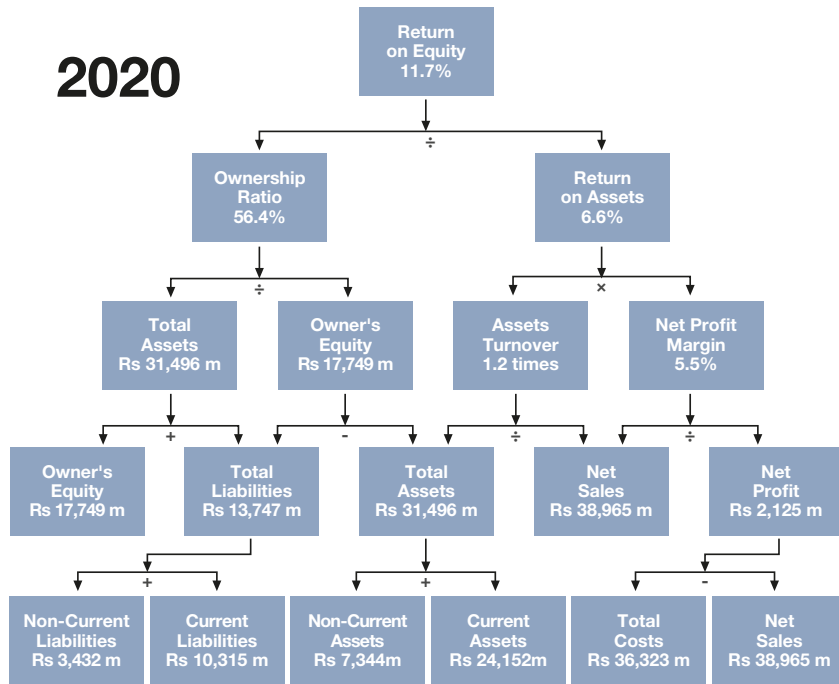 2020
Return
on Equity
11.7%
÷
Ownership
Ratio
56.4%
Return
on Assets
6.6%
÷
×
Total
Assets
Rs 31,496 m
Owner's
Equity
Rs 17,749 m
Assets
Turnover
1.2 times
Net Profit
Margin
5.5%
+
-
÷
÷
Owner's
Equity
Rs 17,749 m
Total
Liabilities
Rs 13,747 m
Total
Assets
Rs 31,496 m
Net
Sales
Rs 38,965 m
Net
Profit
Rs 2,125 m
+
+
-
Non-Current
Liabilities
Rs 3,432 m
Current
Liabilities
Rs 10,315 m
Non-Current
Assets
Rs 7,344m
Current
Assets
Rs 24,152m
Total
Costs
Rs 36,323 m
Net
Sales
Rs 38,965 m